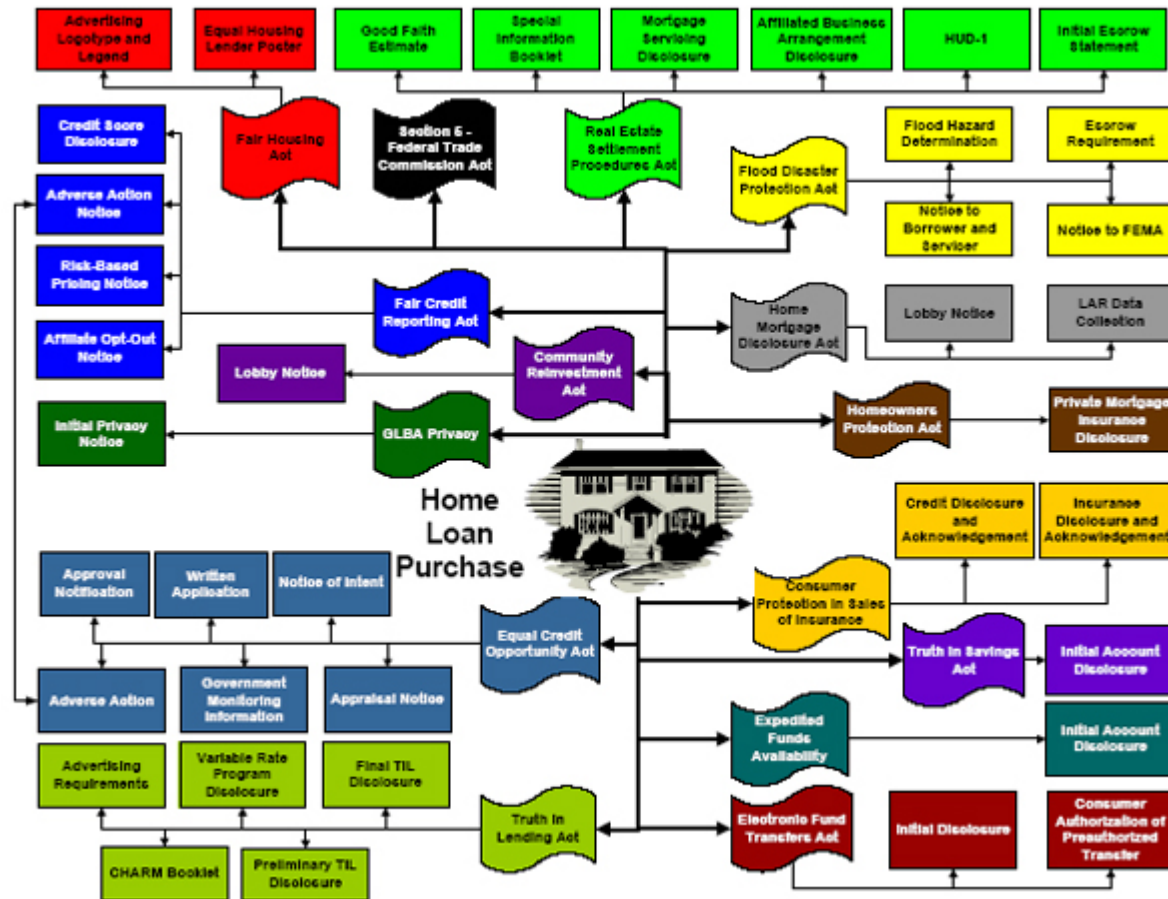 Advertising
Logotype and
Legend
Equal Housing
Lender Poster
Good Faith
Estimate
Special
Information
Booklet
Mortgage
Servicing
Disclosure
Affiliated Business
Arrangement
Disclosure
HUD-1
Initial Escrow
Statement
Credit Score
Disclosure
Fair Housing
Act
Section 5 -
Federal Trade
Commission Act
Real Estate
Settlement
Procedures Act
Flood Disaster
Protection Act
Flood Hazard
Determination
Escrow
Requirement
Adverse Action
Notice
Notice to
Borrower and
Servicer
Notice to FEMA
Risk-Based
Pricing Notice
Fair Credit
Reporting Act
Home
Mortgage
Disclosure Act
Lobby Notice
LAR Data
Collection
Affiliate Opt-Out
Notice
Lobby Notice
Community
Reinvestment
Act
Initial Privacy
Notice
GLBA Privacy
Homeowners
Protection Act
Private Mortgage
Insurance
Disclosure
Home
Loan
Purchase
Credit Disclosure
and
Acknowledgement
Insurance
Disclosure and
Acknowledgement
Approval
Notification
Written
Application
Notice of Intent
Equal Credit
Opportunity Act
Consumer
Protection in Sales
of Insurance
Truth in Savings
Act
Initial Account
Disclosure
Adverse Action
Government
Monitoring
Information
Appraisal Notice
Expedited
Funds
Availability
Initial Account
Disclosure
Advertising
Requirements
Variable Rate
Program
Disclosure
Final TIL
Disclosure
Truth in
Lending Act
Electronic Fund
Transfers Act
Initial Disclosure
Consumer
Authorization of
Preauthorized
Transfer
CHARM Booklet
Preliminary TIL
Disclosure